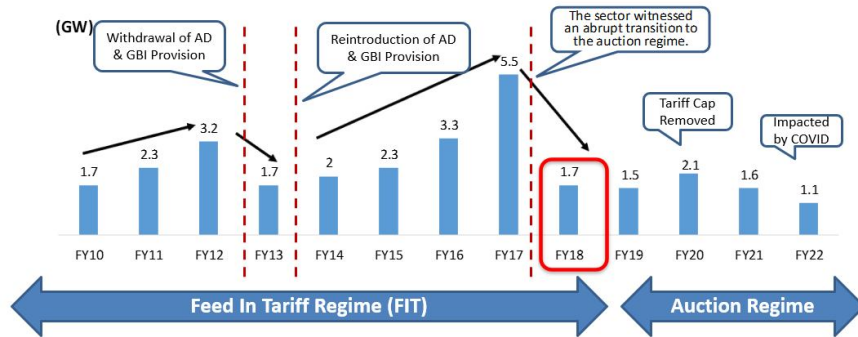 (GW)
Withdrawal of AD
& GBI Provision
Reintroduction of AD
& GBI Provision
The sector witnessed
an abrupt transition to
the auction regime.
Tariff Cap
Removed
Impacted
by COVID
1.7
2.3
3.2
1.7
2
2.3
3.3
5.5
1.7
1.5
2.1
1.6
1.1
FY10 FY11 FY12 FY13 FY14 FY15 FY16 FY17 FY18 FY19 FY20 FY21 FY22
Feed In Tariff Regime (FIT)
Auction Regime